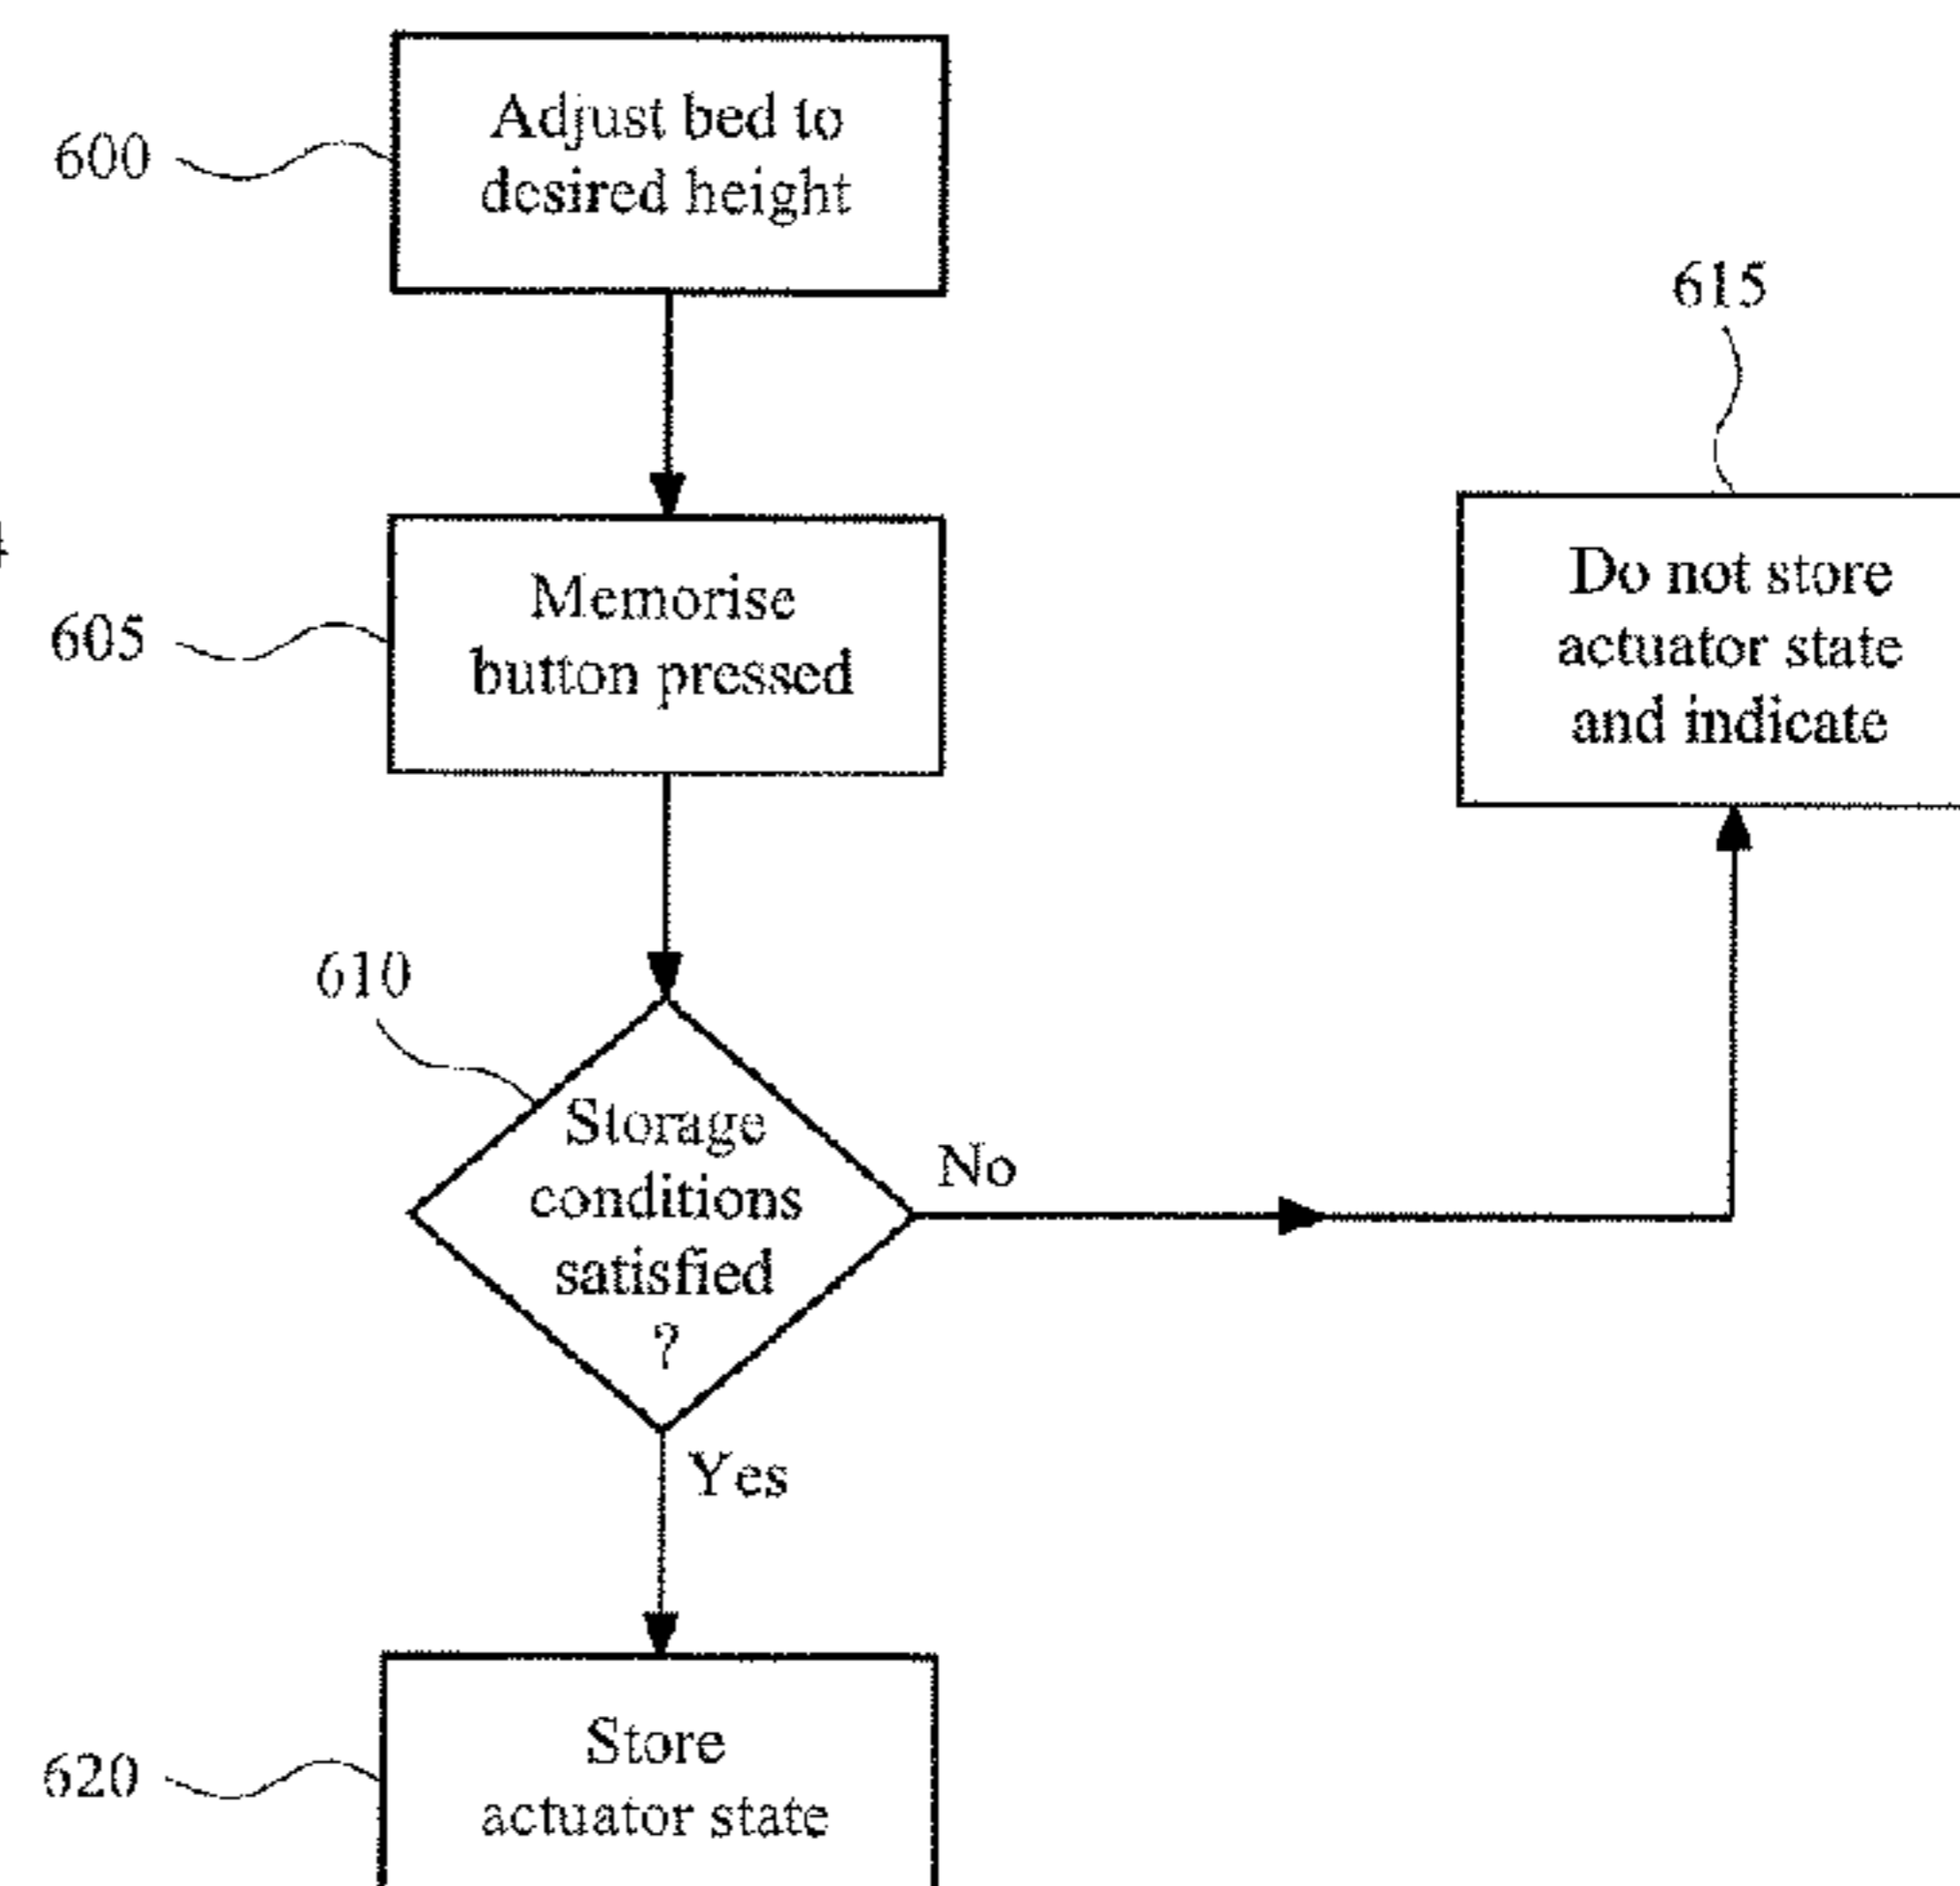 600
Adjust bed to
desired height
615
605
Memorise
button pressed
Do not store
actuator state
and indicate
610
Storage
conditions
satisfied
?
No
Yes
620
Store
actuator state